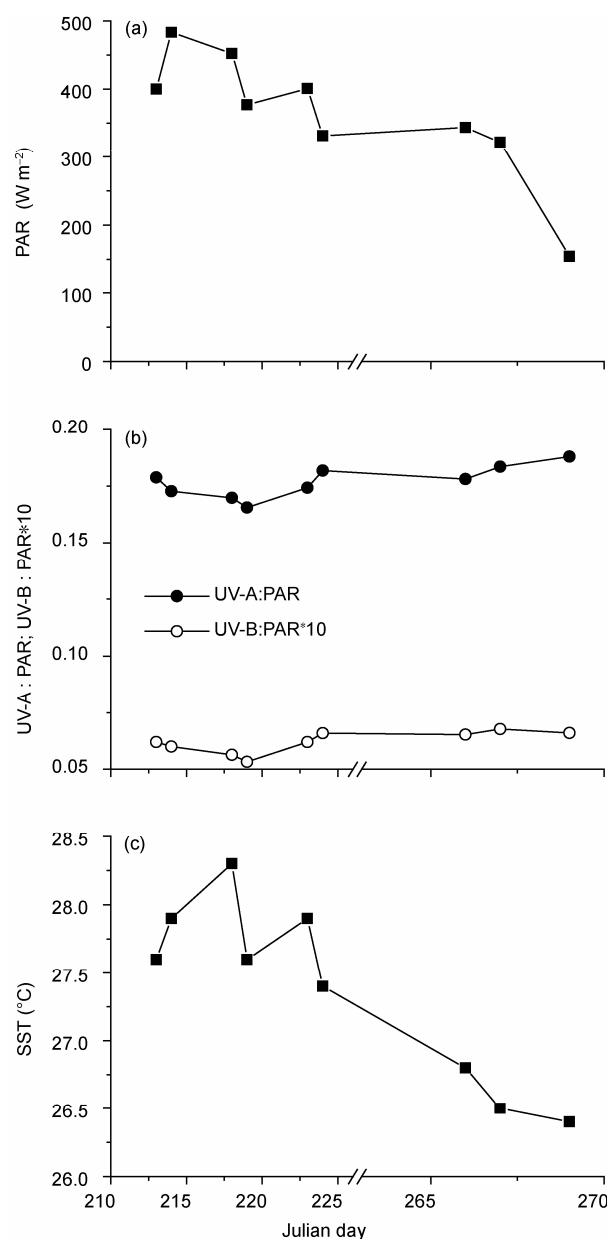 (a)
500
400
300
200
100
0
PAR (W m⁻²)
(b)
0.20
0.15
0.10
0.05
UV-A : PAR; UV-B : PAR*10
UV-A:PAR
UV-B:PAR*10
(c)
28.5
28.0
27.5
27.0
26.5
26.0
SST (°C)
210 215 220 225 265 270
Julian day